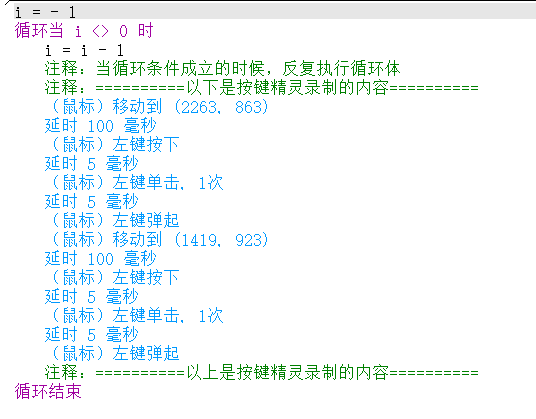 i = - 1
循环当 i <> 0 时
i = i - 1
注释：当循环条件成立的时候，反复执行循环体
注释：==========以下是按键精灵录制的内容==========
（鼠标）移动到 (2263, 863)
延时 100 毫秒
（鼠标）左键按下
延时 5 毫秒
（鼠标）左键单击, 1次
延时 5 毫秒
（鼠标）左键弹起
（鼠标）移动到 (1419, 923)
延时 100 毫秒
（鼠标）左键按下
延时 5 毫秒
（鼠标）左键单击, 1次
延时 5 毫秒
（鼠标）左键弹起
注释：==========以上是按键精灵录制的内容==========
循环结束